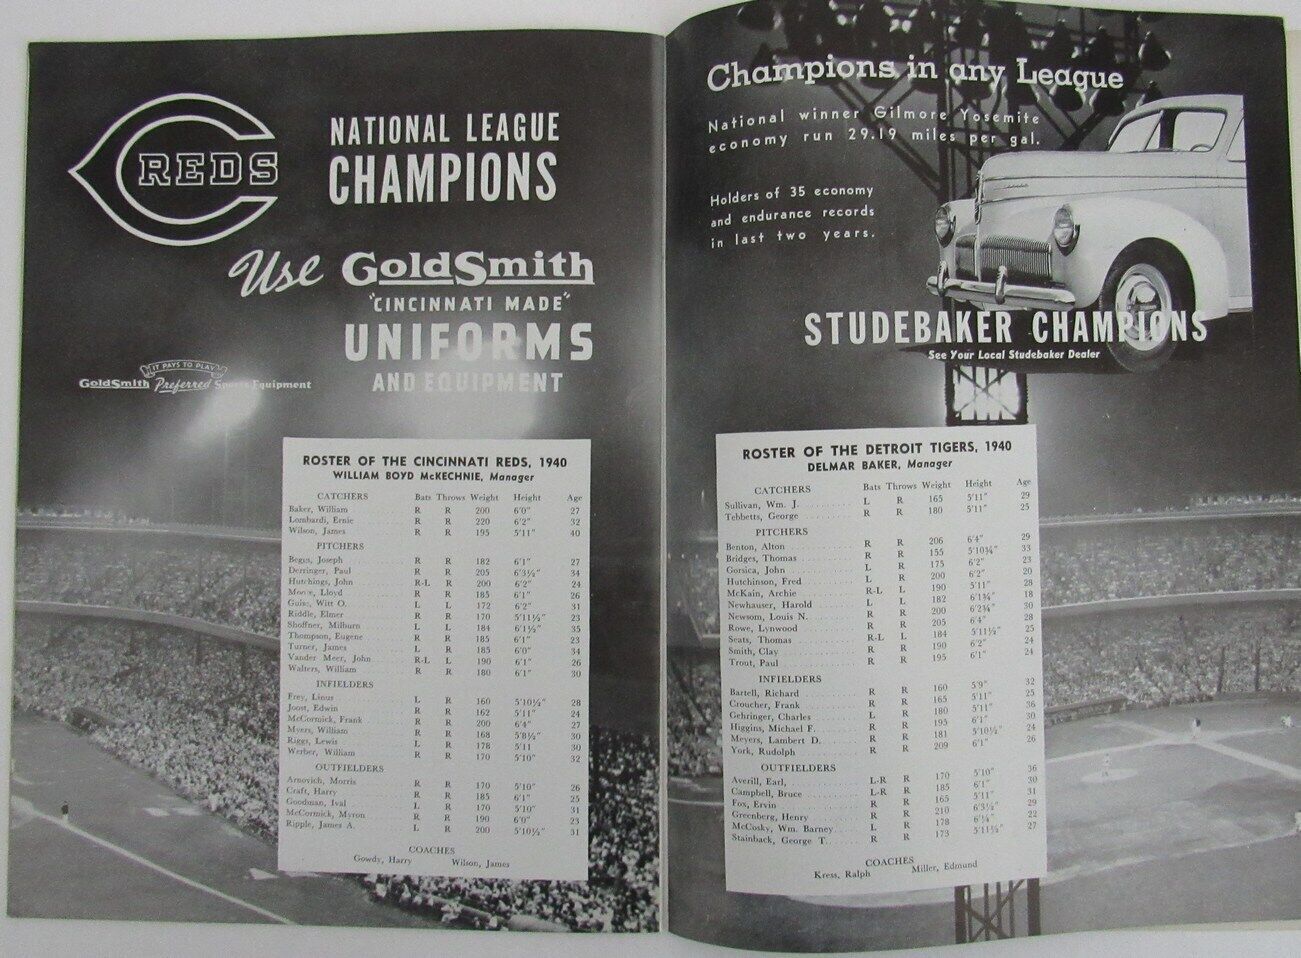 REDS
NATIONAL LEAGUE
CHAMPIONS
Use GoldSmith
"CINCINNATI MADE"
UNIFORMS
AND EQUIPMENT
IT PAYS TO PLAY
GoldSmith Preferred Sports Equipment
ROSTER OF THE CINCINNATI REDS, 1940
WILLIAM BOYD McKECHNIE, Manager
CATCHERS Bats Throws Weight Height Age
Baker, William R R 200 6'0" 27
Lombardi, Ernie R R 220 6'2" 32
Wilson, James R R 195 5'11" 40
PITCHERS
Beggs, Joseph R R 182 6'1" 27
Derringer, Paul R R 205 6'3½" 34
Hutchings, John R-L R 200 6'2" 24
Moore, Lloyd R R 185 6'1" 26
Guise, Witt O. L L 172 6'2" 31
Riddle, Elmer R R 170 5'11½" 23
Shoffner, Milburn L L 184 6'1½" 35
Thompson, Eugene R R 185 6'1" 23
Turner, James L R 185 6'0" 34
Vander Meer, John R-L L 190 6'1" 26
Walters, William R R 180 6'1" 30
INFIELDERS
Frey, Linus L R 160 5'10¼" 28
Joost, Edwin R R 162 5'11" 24
McCormick, Frank R R 200 6'4" 27
Myers, William R R 168 5'8½" 30
Riggs, Lewis L R 178 5'11 30
Werber, William R R 170 5'10" 32
OUTFIELDERS
Arnovich, Morris R R 170 5'10" 26
Craft, Harry R R 185 6'1" 25
Goodman, Ival L R 170 5'10" 31
McCormick, Myron R R 190 6'0" 23
Ripple, James A. L R 200 5'10½" 31
COACHES
Gowdy, Harry Wilson, James
Champions in any League
National winner Gilmore Yosemite
economy run 29.19 miles per gal.
Holders of 35 economy
and endurance records
in last two years.
STUDEBAKER CHAMPIONS
See Your Local Studebaker Dealer
ROSTER OF THE DETROIT TIGERS, 1940
DELMAR BAKER, Manager
CATCHERS Bats Throws Weight Height Age
Sullivan, Wm. J. L R 165 5'11" 29
Tebbetts, George R R 180 5'11" 25
PITCHERS
Benton, Alton R R 206 6'4" 29
Bridges, Thomas R R 155 5'10¾" 33
Gorsica, John L R 175 6'2" 23
Hutchinson, Fred L R 200 6'2" 20
McKain, Archie R-L L 190 5'11" 28
Newhauser, Harold L L 182 6'1¾" 18
Newsom, Louis N. R R 200 6'2¾" 30
Rowe, Lynwood R R 205 6'4" 28
Seats, Thomas R-L L 184 5'11½" 25
Smith, Clay R R 190 6'2" 24
Trout, Paul R R 195 6'1" 24
INFIELDERS
Bartell, Richard R R 160 5'9" 32
Croucher, Frank R R 165 5'11" 25
Gehringer, Charles L R 180 5'11" 36
Higgins, Michael F. R R 195 6'1" 30
Meyers, Lambert D. R R 181 5'10½" 24
York, Rudolph R R 209 6'1" 26
OUTFIELDERS
Averill, Earl, L-R R 170 5'10" 36
Campbell, Bruce L-R R 185 6'1" 30
Fox, Ervin R R 165 5'11" 31
Greenberg, Henry R R 210 6'3½" 29
McCosky, Wm. Barney L R 178 6'¼" 22
Stainback, George T. R R 173 5'11½" 27
COACHES
Kress, Ralph Miller, Edmund